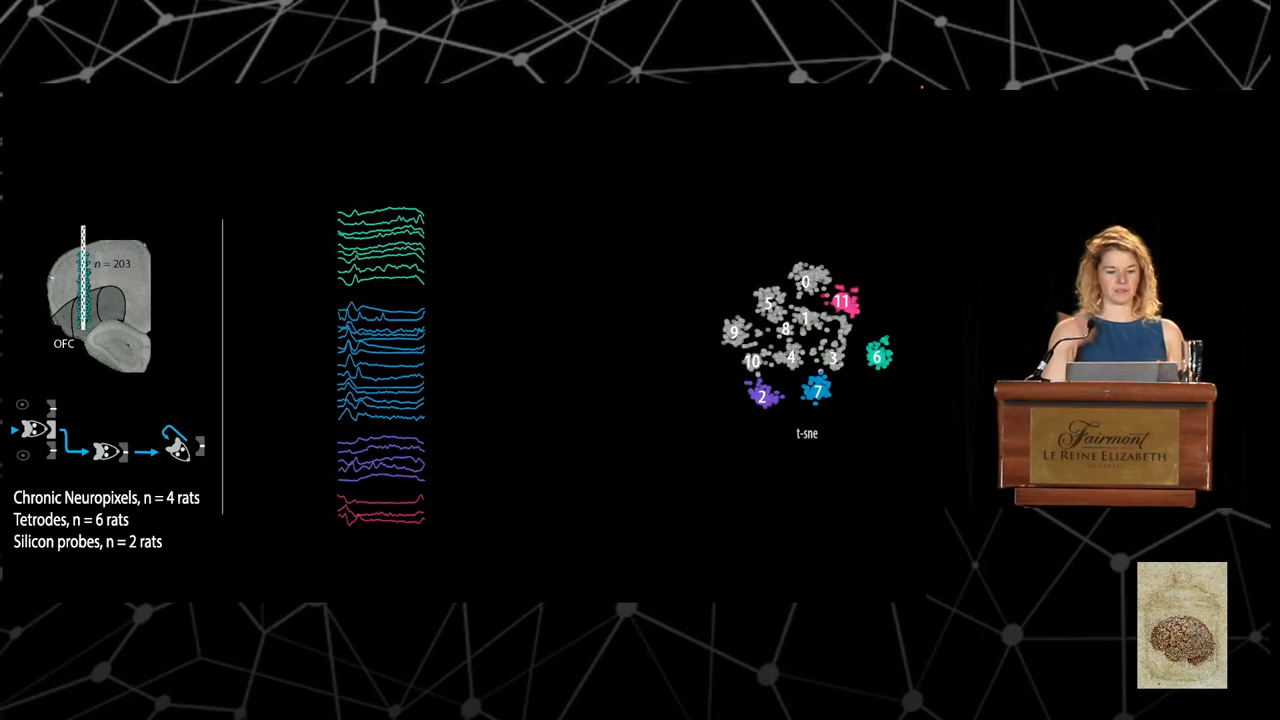 n = 203
OFC
Chronic Neuropixels, n = 4 rats
Tetrodes, n = 6 rats
Silicon probes, n = 2 rats
0
11
5
1
9
8
10
4
3
6
2
7
t-sne
Fairmont
LE REINE ELIZABETH